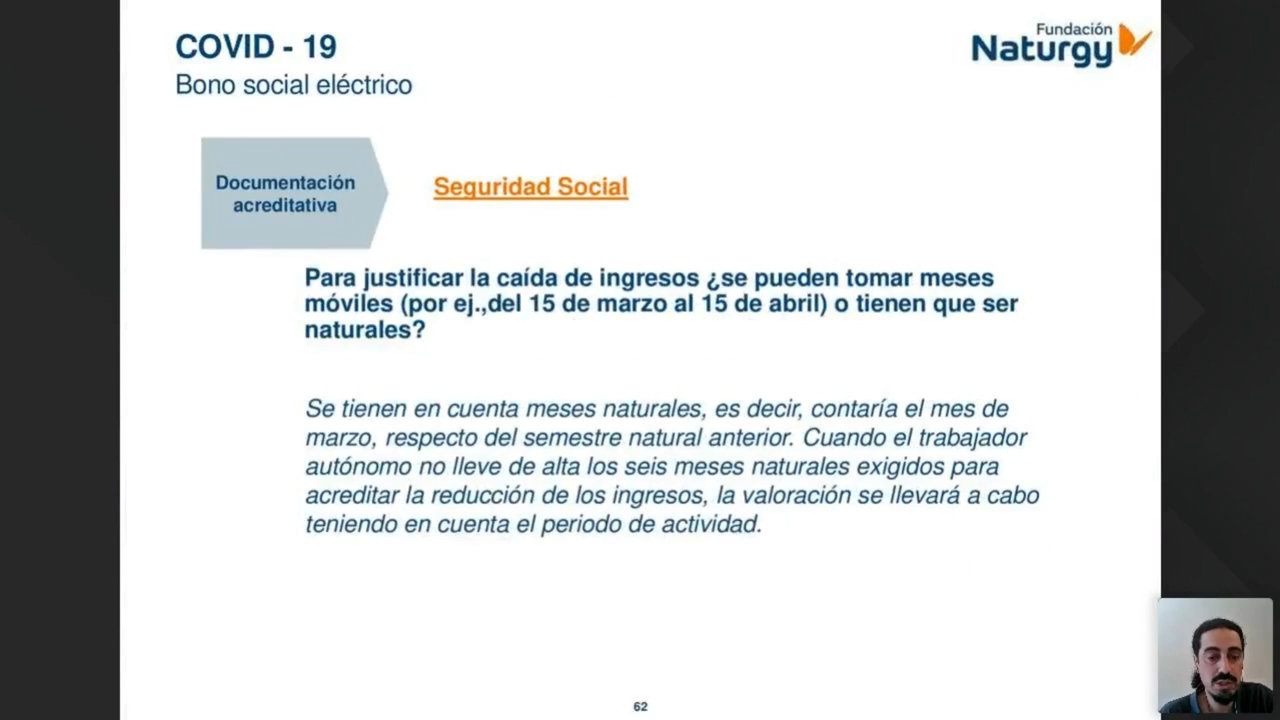 COVID - 19
Bono social eléctrico
Fundación
Naturgy
Documentación
acreditativa
Seguridad Social
Para justificar la caída de ingresos ¿se pueden tomar meses
móviles (por ej.,del 15 de marzo al 15 de abril) o tienen que ser
naturales?
Se tienen en cuenta meses naturales, es decir, contaría el mes de
marzo, respecto del semestre natural anterior. Cuando el trabajador
autónomo no lleve de alta los seis meses naturales exigidos para
acreditar la reducción de los ingresos, la valoración se llevará a cabo
teniendo en cuenta el periodo de actividad.
62